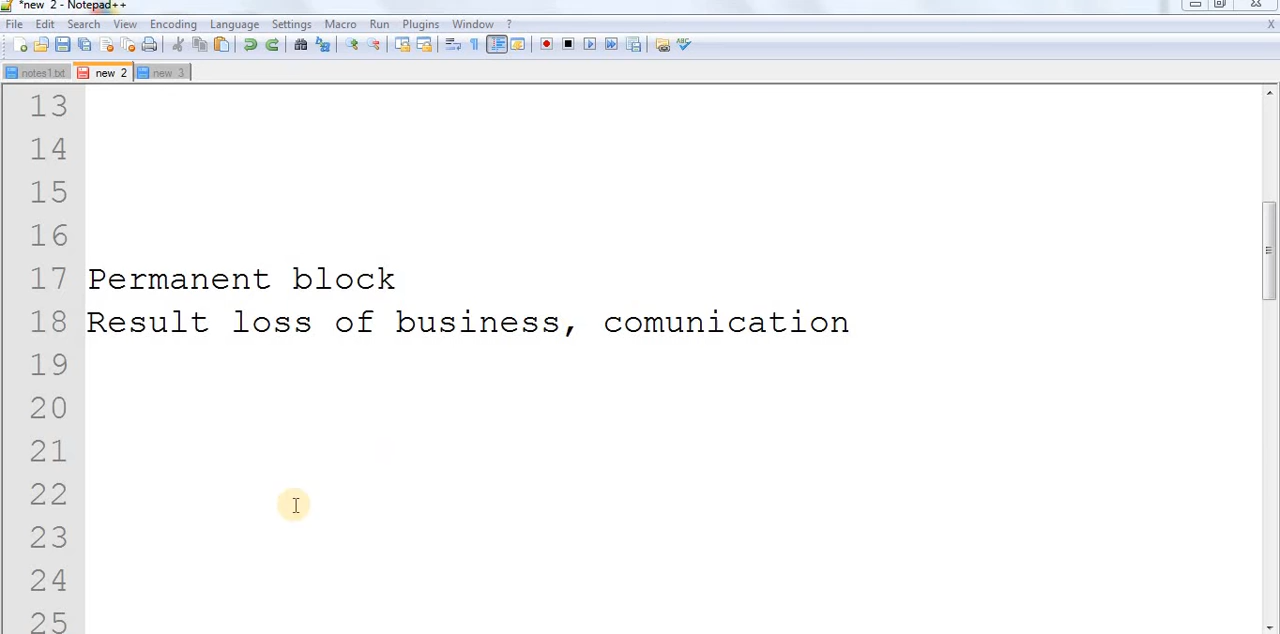 *new 2 - Notepad++
File Edit Search View Encoding Language Settings Macro Run Plugins Window ? X
ABC
notes1.txt new 2 new 3
13
14
15
16
17 Permanent block
18 Result loss of business, comunication
19
20
21
22
23
24
25